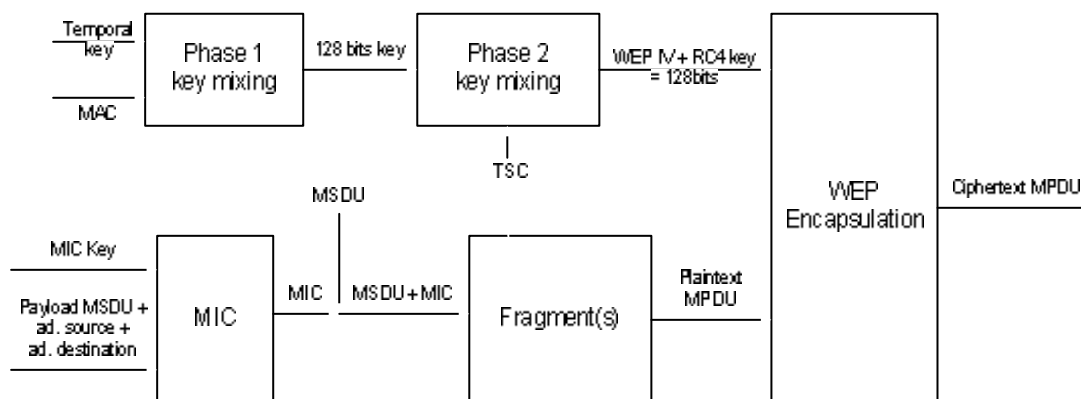 Temporal
key
MAC
Phase 1
key mixing
128 bits key
Phase 2
key mixing
WEP IV + RC4 key
= 128bits
TSC
WEP
Encapsulation
Ciphertext MPDU
MSDU
MIC Key
Payload MSDU +
ad. source +
ad. destination
MIC
MIC
MSDU + MIC
Fragment(s)
Plaintext
MPDU